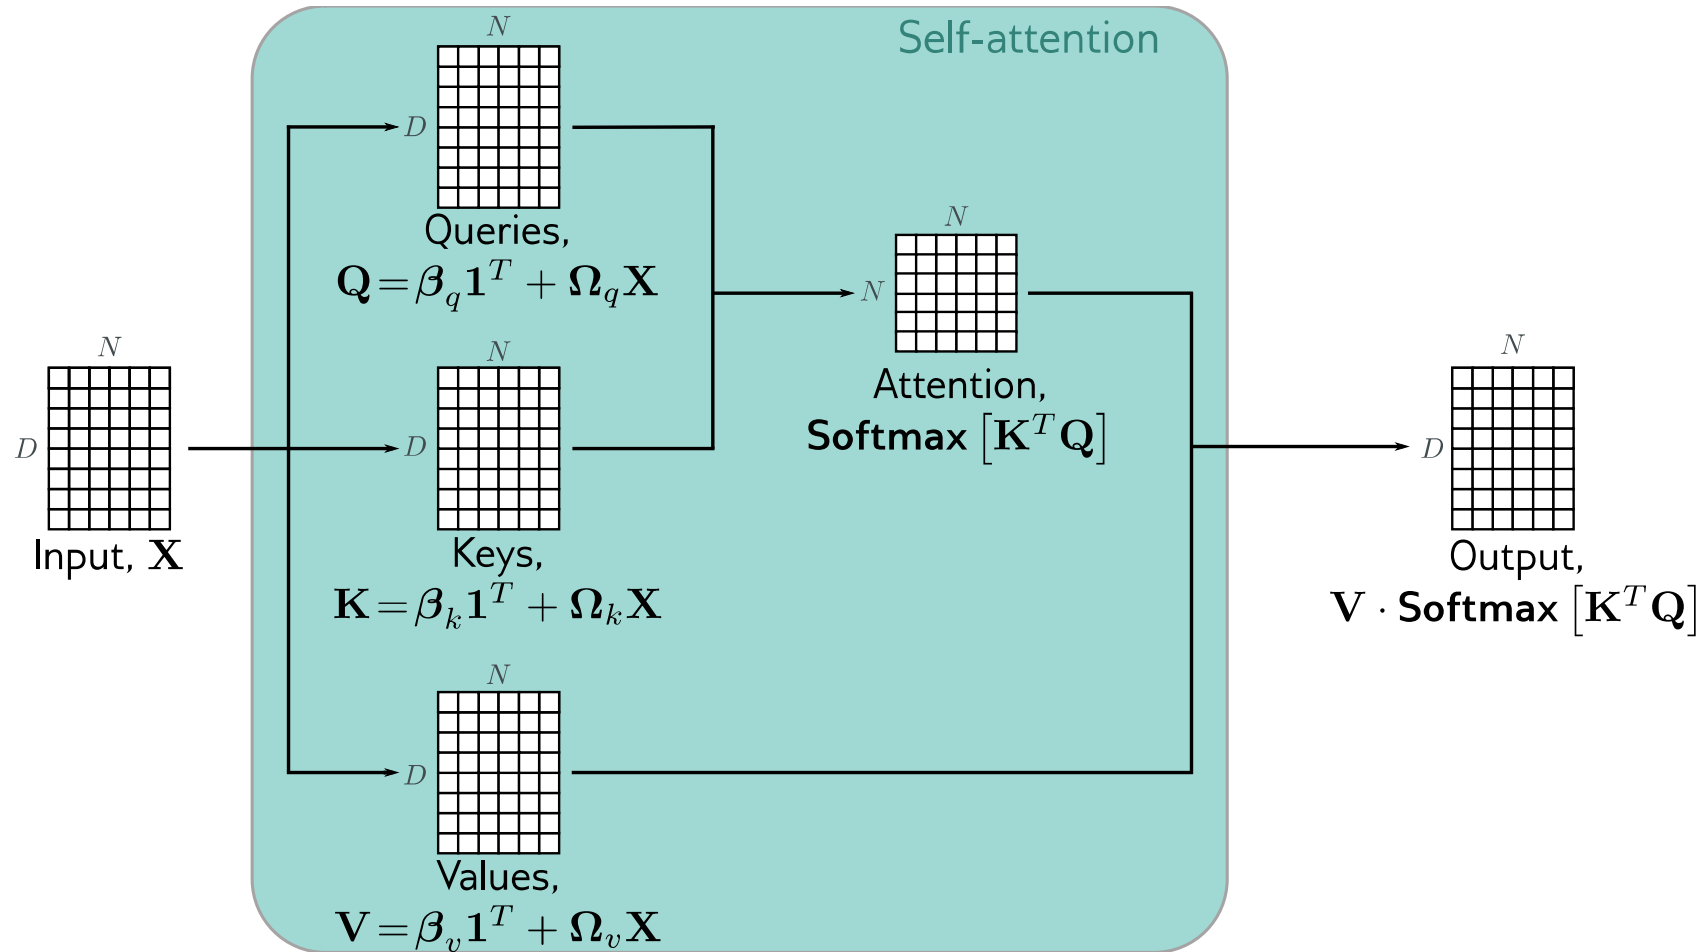 Self-attention
N
D
Queries,
Q=β_q1^T + Ω_qX
N
D
Keys,
K=β_k1^T + Ω_kX
N
D
Values,
V=β_v1^T + Ω_vX
N
D
Input, X
N
N
Attention,
Softmax [K^TQ]
N
D
Output,
V · Softmax [K^TQ]